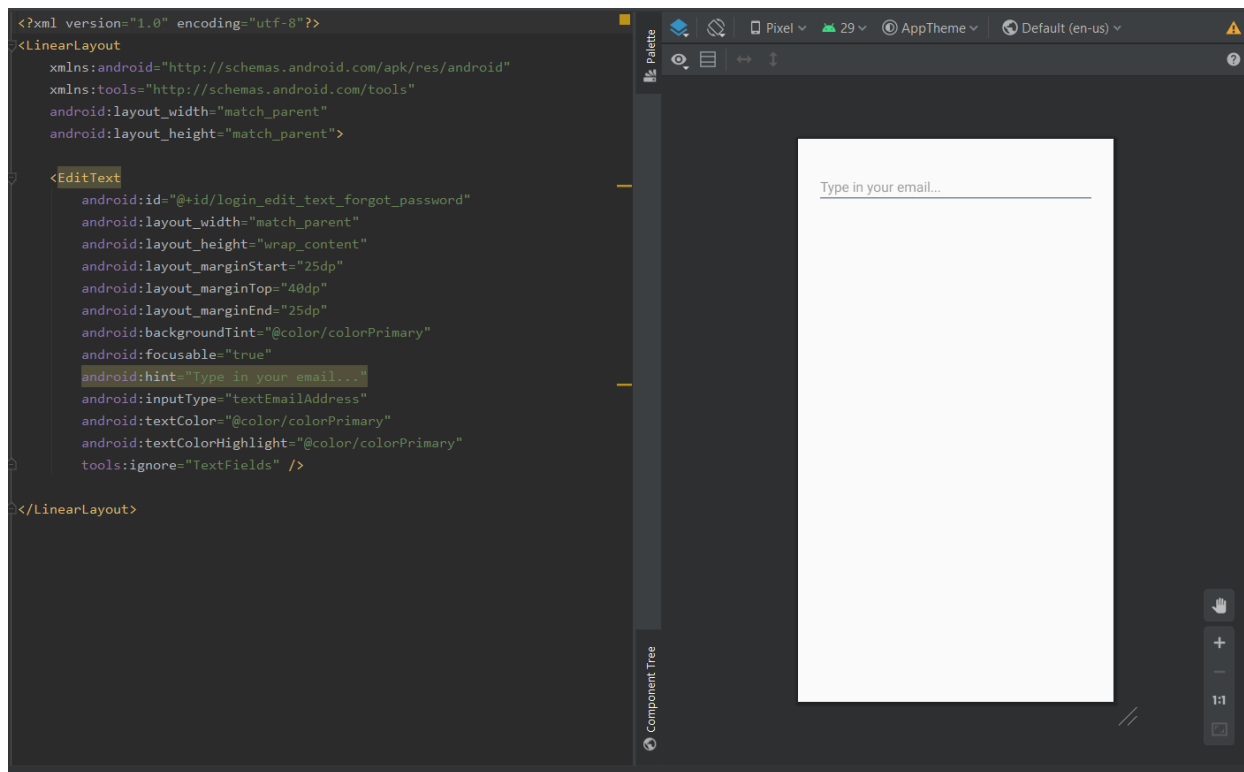 <?xml version="1.0" encoding="utf-8"?>
<LinearLayout
xmlns:android="http://schemas.android.com/apk/res/android"
xmlns:tools="http://schemas.android.com/tools"
android:layout_width="match_parent"
android:layout_height="match_parent">
<EditText
android:id="@+id/login_edit_text_forgot_password"
android:layout_width="match_parent"
android:layout_height="wrap_content"
android:layout_marginStart="25dp"
android:layout_marginTop="40dp"
android:layout_marginEnd="25dp"
android:backgroundTint="@color/colorPrimary"
android:focusable="true"
android:hint="Type in your email..."
android:inputType="textEmailAddress"
android:textColor="@color/colorPrimary"
android:textColorHighlight="@color/colorPrimary"
tools:ignore="TextFields" />
</LinearLayout>
Palette
Component Tree
Pixel 29 AppTheme Default (en-us)
Type in your email...
1:1